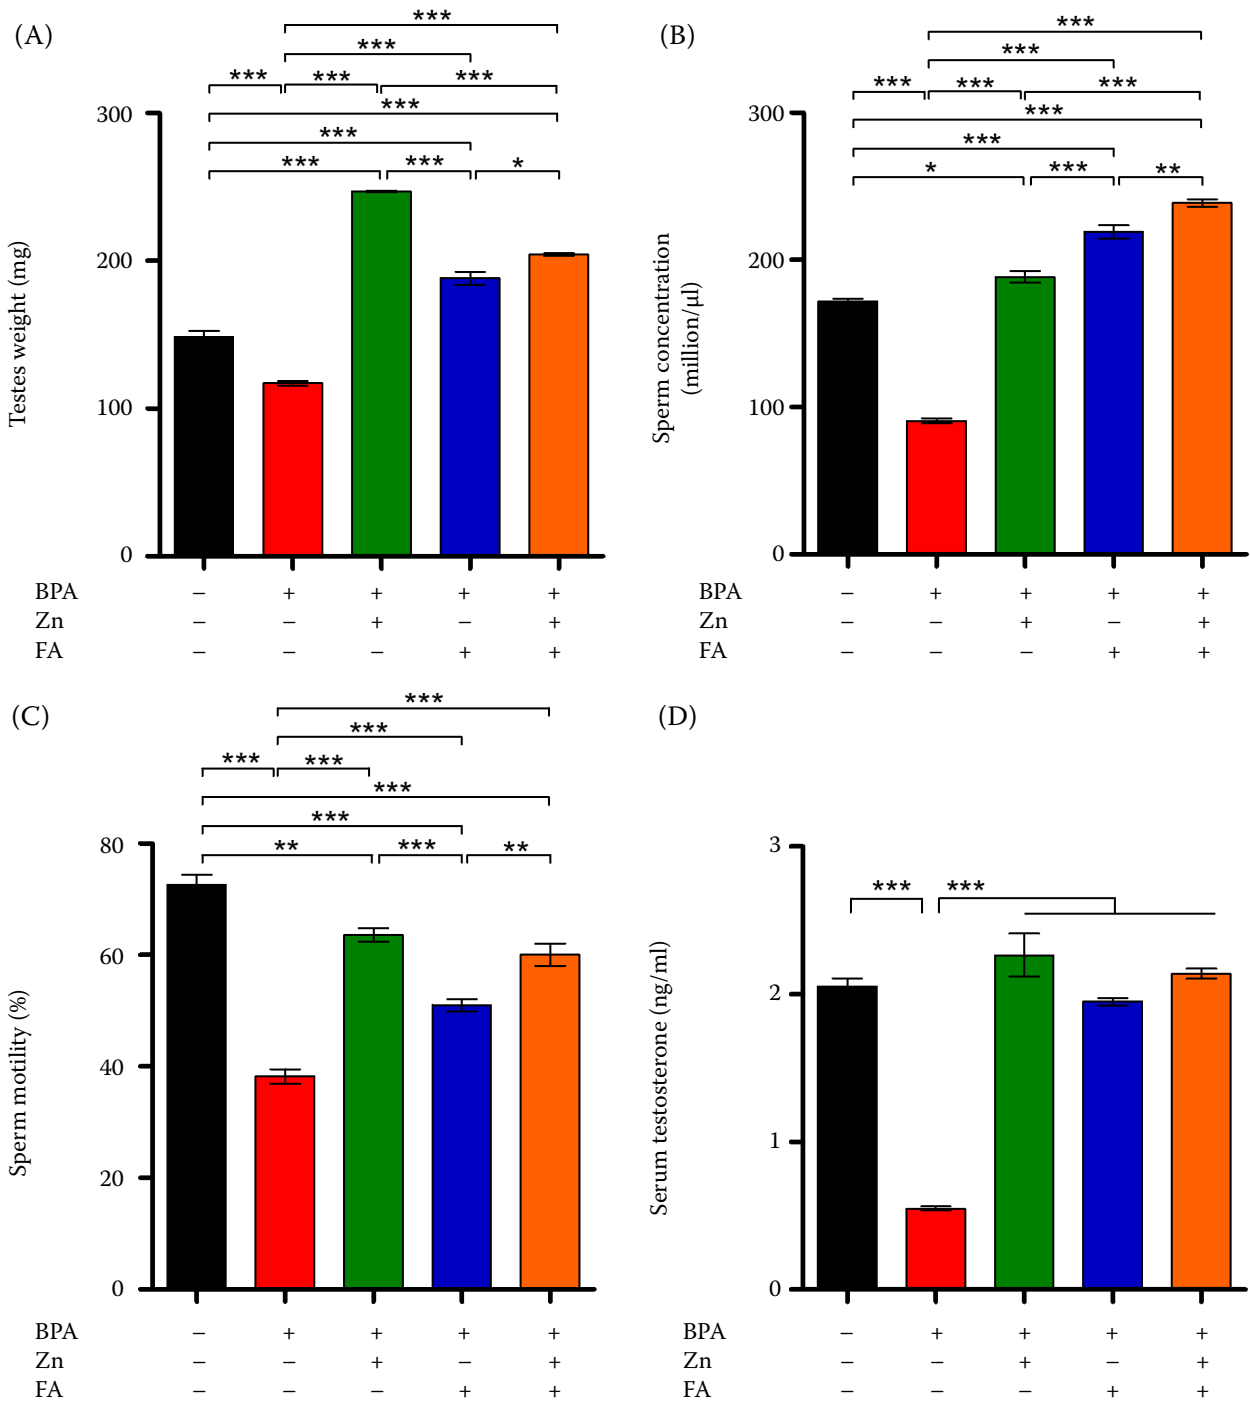 (A)
***
***
*** *** ***
***
***
*** *** *
300
200
100
0
Testes weight (mg)
BPA – + + + +
Zn – – + – +
FA – – – + +
(B)
***
***
*** *** ***
***
***
* *** **
300
200
100
0
Sperm concentration
(million/µl)
BPA – + + + +
Zn – – + – +
FA – – – + +
(C)
***
***
*** ***
***
***
** *** **
80
60
40
20
0
Sperm motility (%)
BPA – + + + +
Zn – – + – +
FA – – – + +
(D)
*** ***
3
2
1
0
Serum testosterone (ng/ml)
BPA – + + + +
Zn – – + – +
FA – – – + +